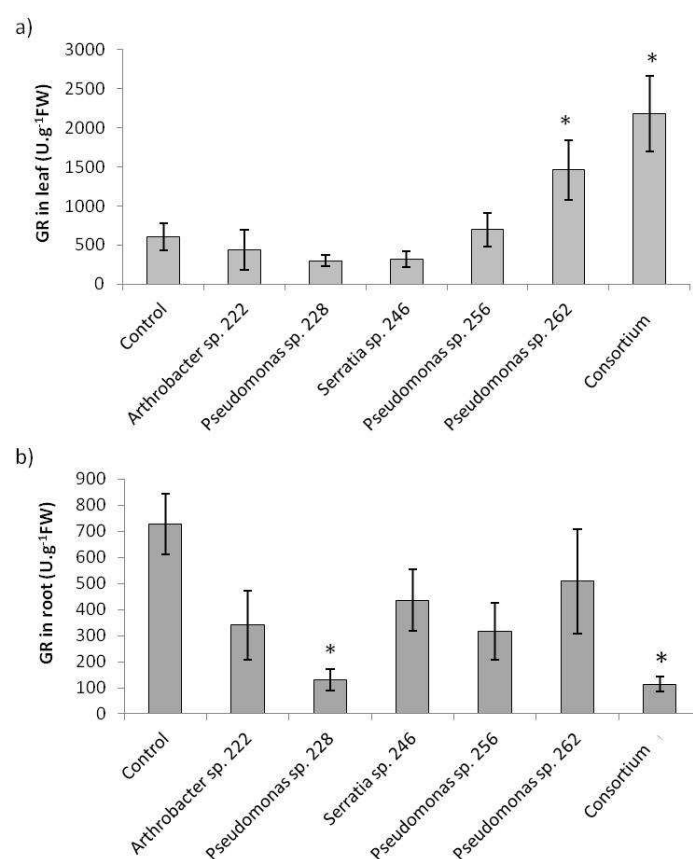 a)
GR in leaf (U.g⁻¹FW)
3000
2500
2000
1500
1000
500
0
*
*
Control
Arthrobacter sp. 222
Pseudomonas sp. 228
Serratia sp. 246
Pseudomonas sp. 256
Pseudomonas sp. 262
Consortium
b)
GR in root (U.g⁻¹FW)
900
800
700
600
500
400
300
200
100
0
*
*
Control
Arthrobacter sp. 222
Pseudomonas sp. 228
Serratia sp. 246
Pseudomonas sp. 256
Pseudomonas sp. 262
Consortium